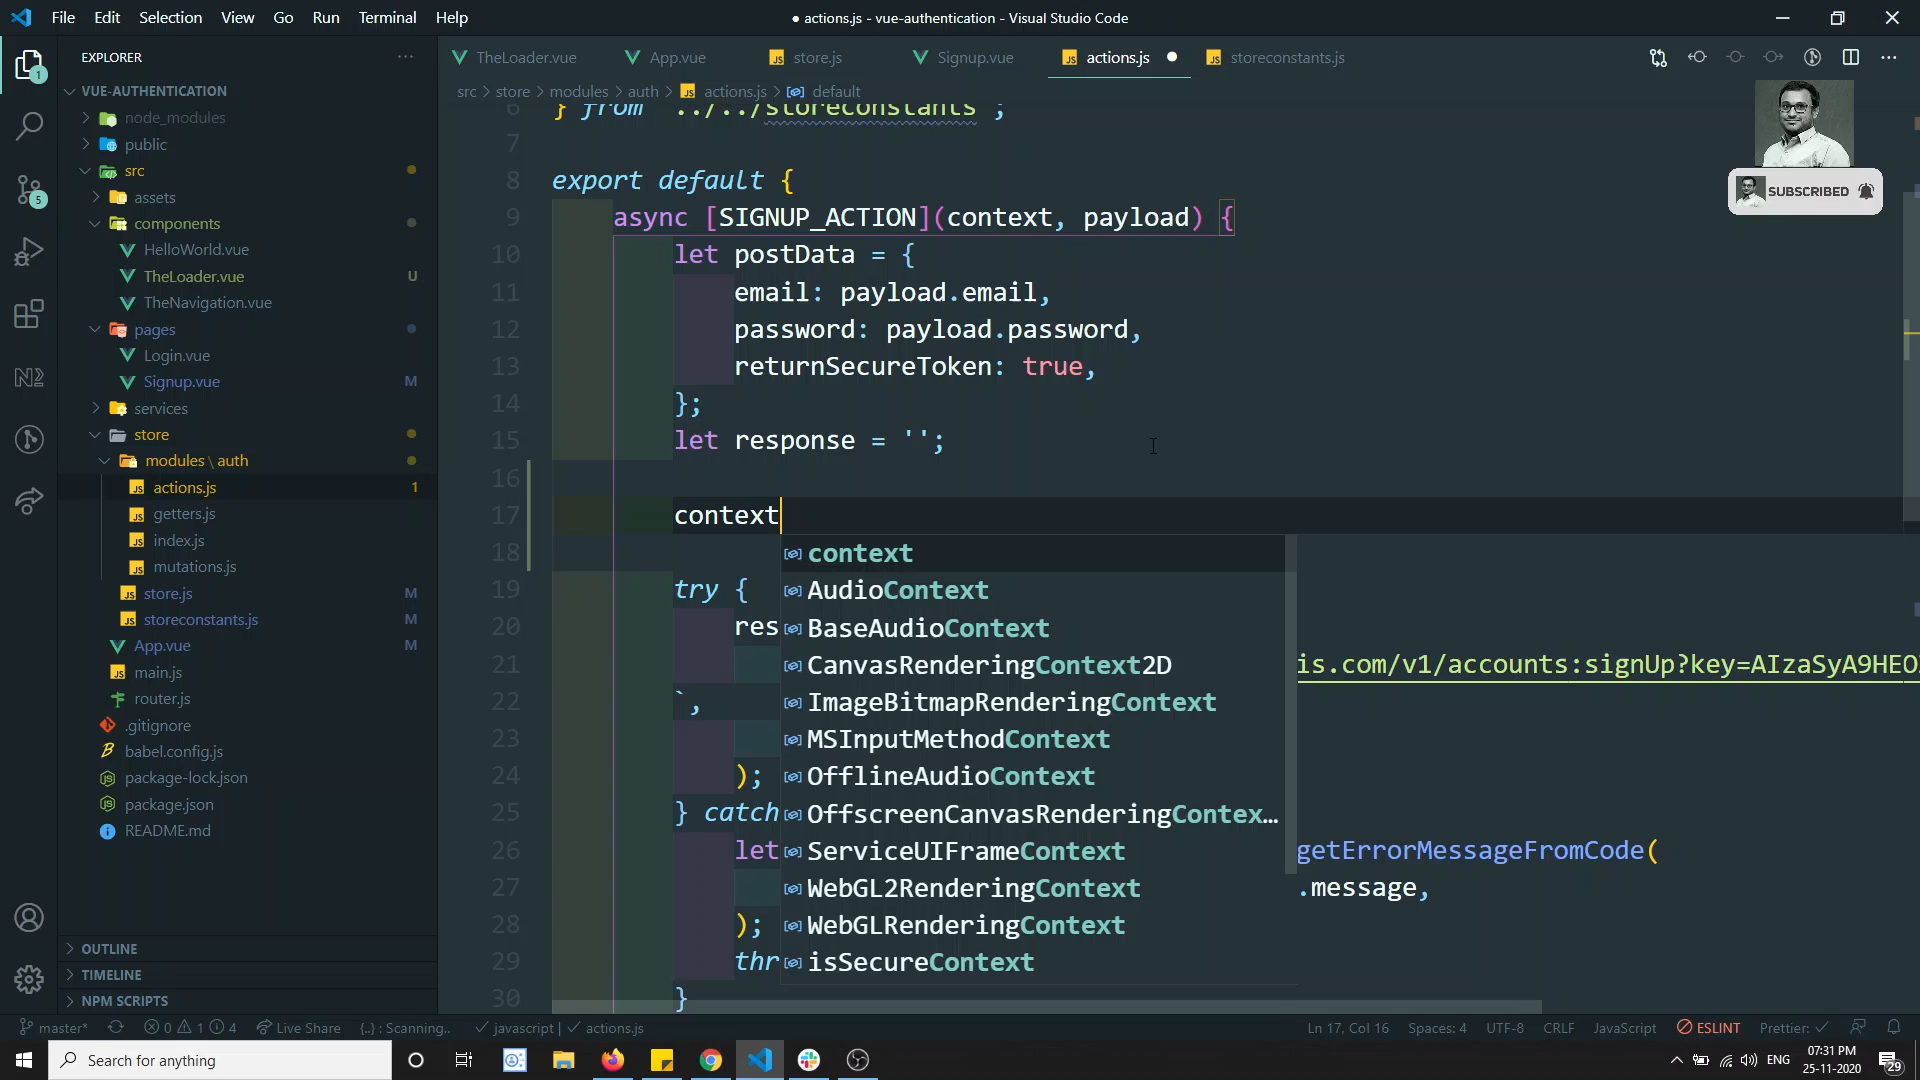 File Edit Selection View Go Run Terminal Help
● actions.js - vue-authentication - Visual Studio Code
EXPLORER
TheLoader.vue
App.vue
store.js
Signup.vue
actions.js
storeconstants.js
VUE-AUTHENTICATION
src > store > modules > auth > actions.js > default
node_modules
public
src
assets
components
HelloWorld.vue
TheLoader.vue U
TheNavigation.vue
pages
Login.vue
Signup.vue M
services
store
modules \ auth
actions.js 1
getters.js
index.js
mutations.js
store.js M
storeconstants.js M
App.vue M
main.js
router.js
.gitignore
babel.config.js
package-lock.json
package.json
README.md
OUTLINE
TIMELINE
NPM SCRIPTS
1
5
SUBSCRIBED
6 } from '../../storeconstants';
7
8 export default {
9 async [SIGNUP_ACTION](context, payload) {
10 let postData = {
11 email: payload.email,
12 password: payload.password,
13 returnSecureToken: true,
14 };
15 let response = '';
16
17 context
18
19 try {
20 res
21 is.com/v1/accounts:signUp?key=AIzaSyA9HEO
22 `,
23
24 );
25 } catch
26 let getErrorMessageFromCode(
27 .message,
28 );
29 thr
30 }
context
AudioContext
BaseAudioContext
CanvasRenderingContext2D
ImageBitmapRenderingContext
MSInputMethodContext
OfflineAudioContext
OffscreenCanvasRenderingContex…
ServiceUIFrameContext
WebGL2RenderingContext
WebGLRenderingContext
isSecureContext
master* 0 1 4 Live Share {..} : Scanning.. javascript | actions.js
Ln 17, Col 16 Spaces: 4 UTF-8 CRLF JavaScript ESLINT Prettier:
Search for anything
ENG
07:31 PM
25-11-2020
29